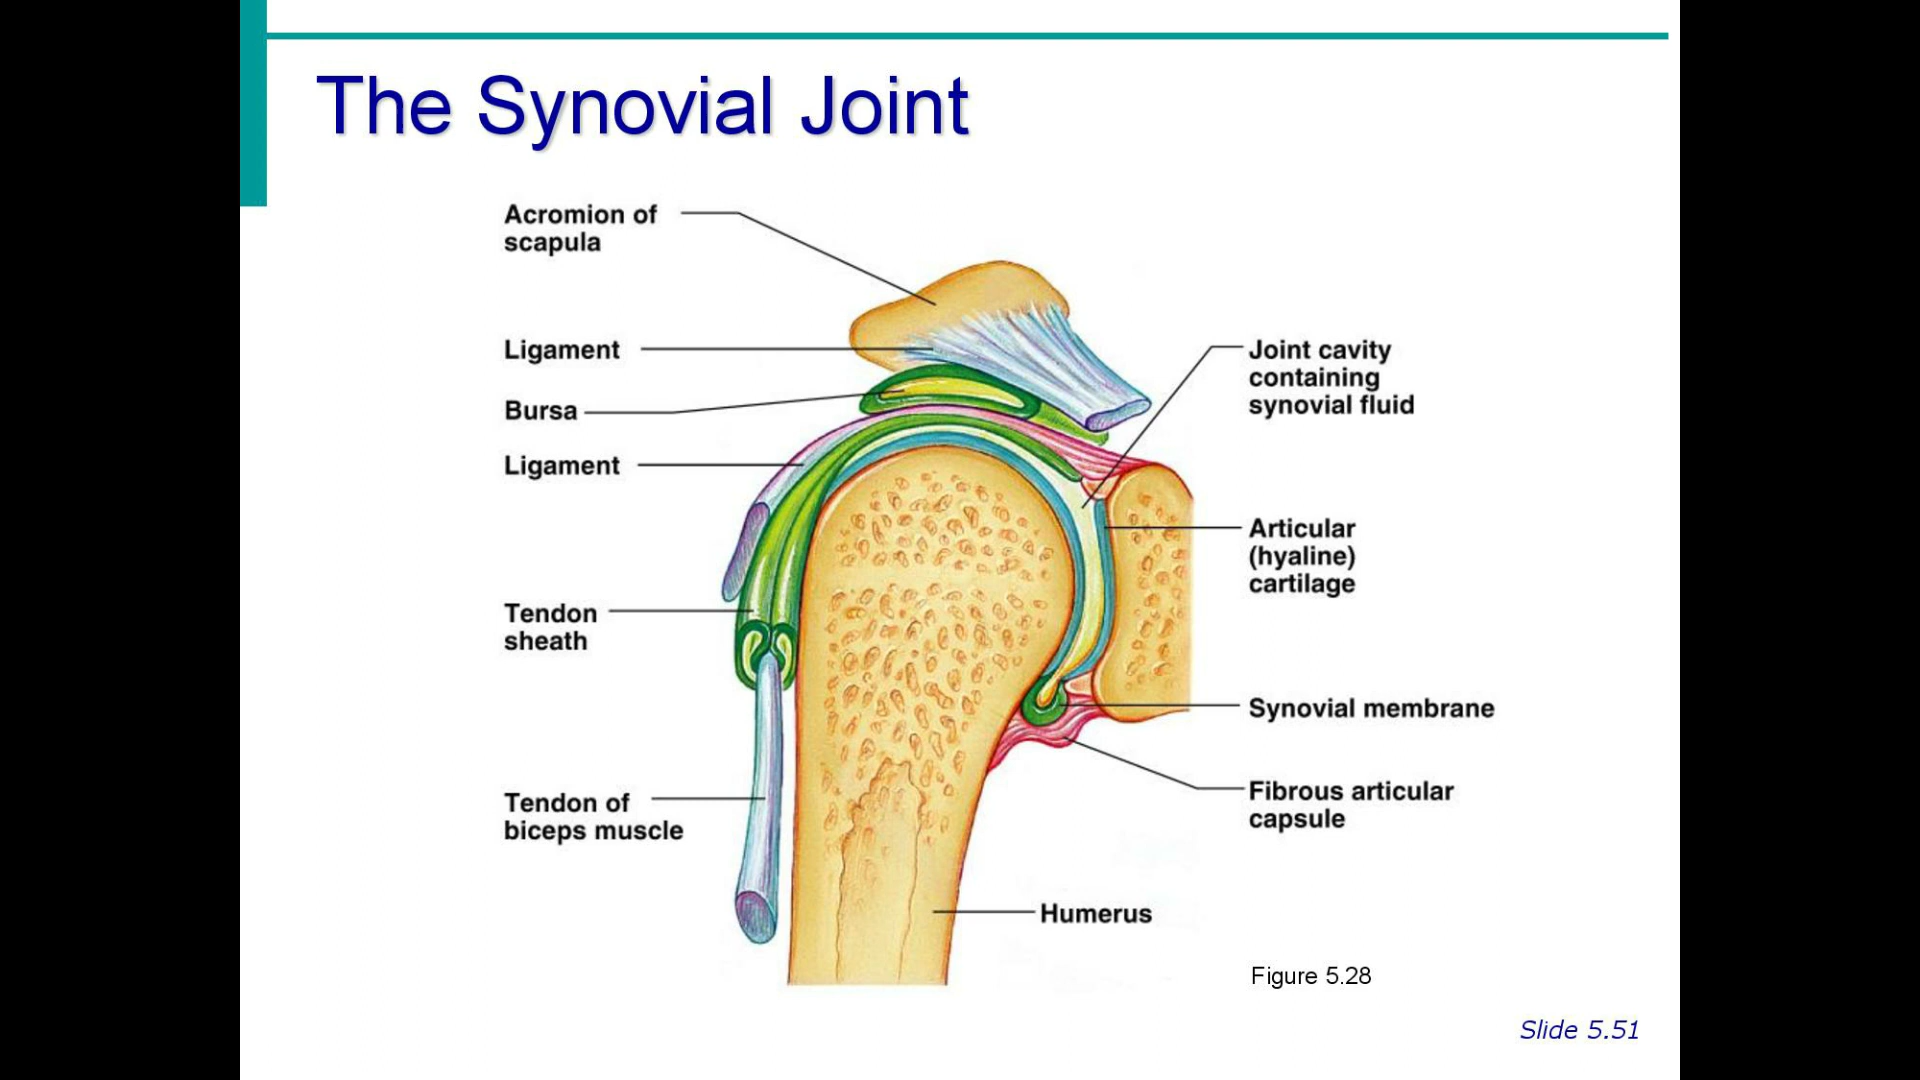 The Synovial Joint
Acromion of
scapula
Ligament
Bursa
Ligament
Tendon
sheath
Tendon of
biceps muscle
Joint cavity
containing
synovial fluid
Articular
(hyaline)
cartilage
Synovial membrane
Fibrous articular
capsule
Humerus
Figure 5.28
Slide 5.51